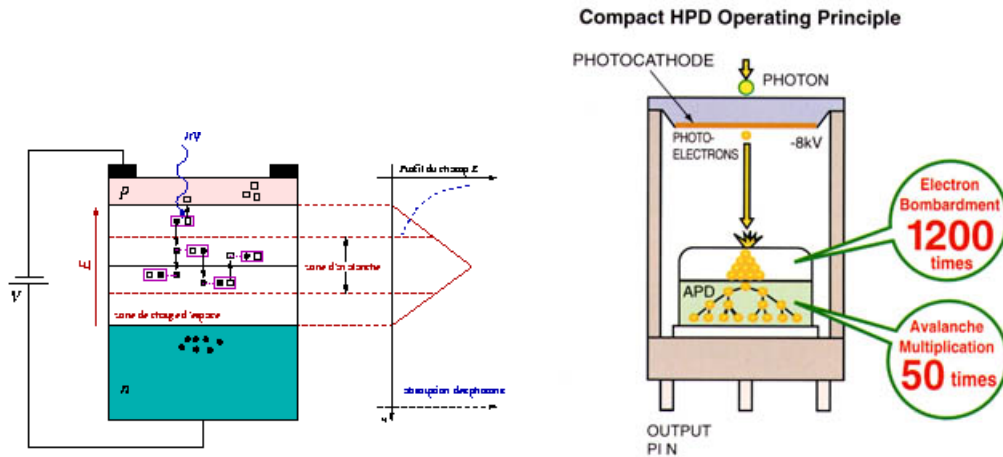 hν
P
E
V
zone de charge d'espace
n
Profil du champ E
zone d'avalanche
absorption des photons
x
Compact HPD Operating Principle
PHOTOCATHODE
PHOTON
PHOTO-
ELECTRONS
-8kV
Electron
Bombardment
1200
times
APD
Avalanche
Multiplication
50 times
OUTPUT
PIN